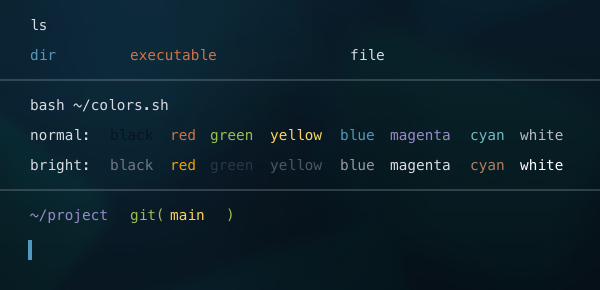 ls
dir executable file
bash ~/colors.sh
normal: black red green yellow blue magenta cyan white
bright: black red green yellow blue magenta cyan white
~/project git( main )